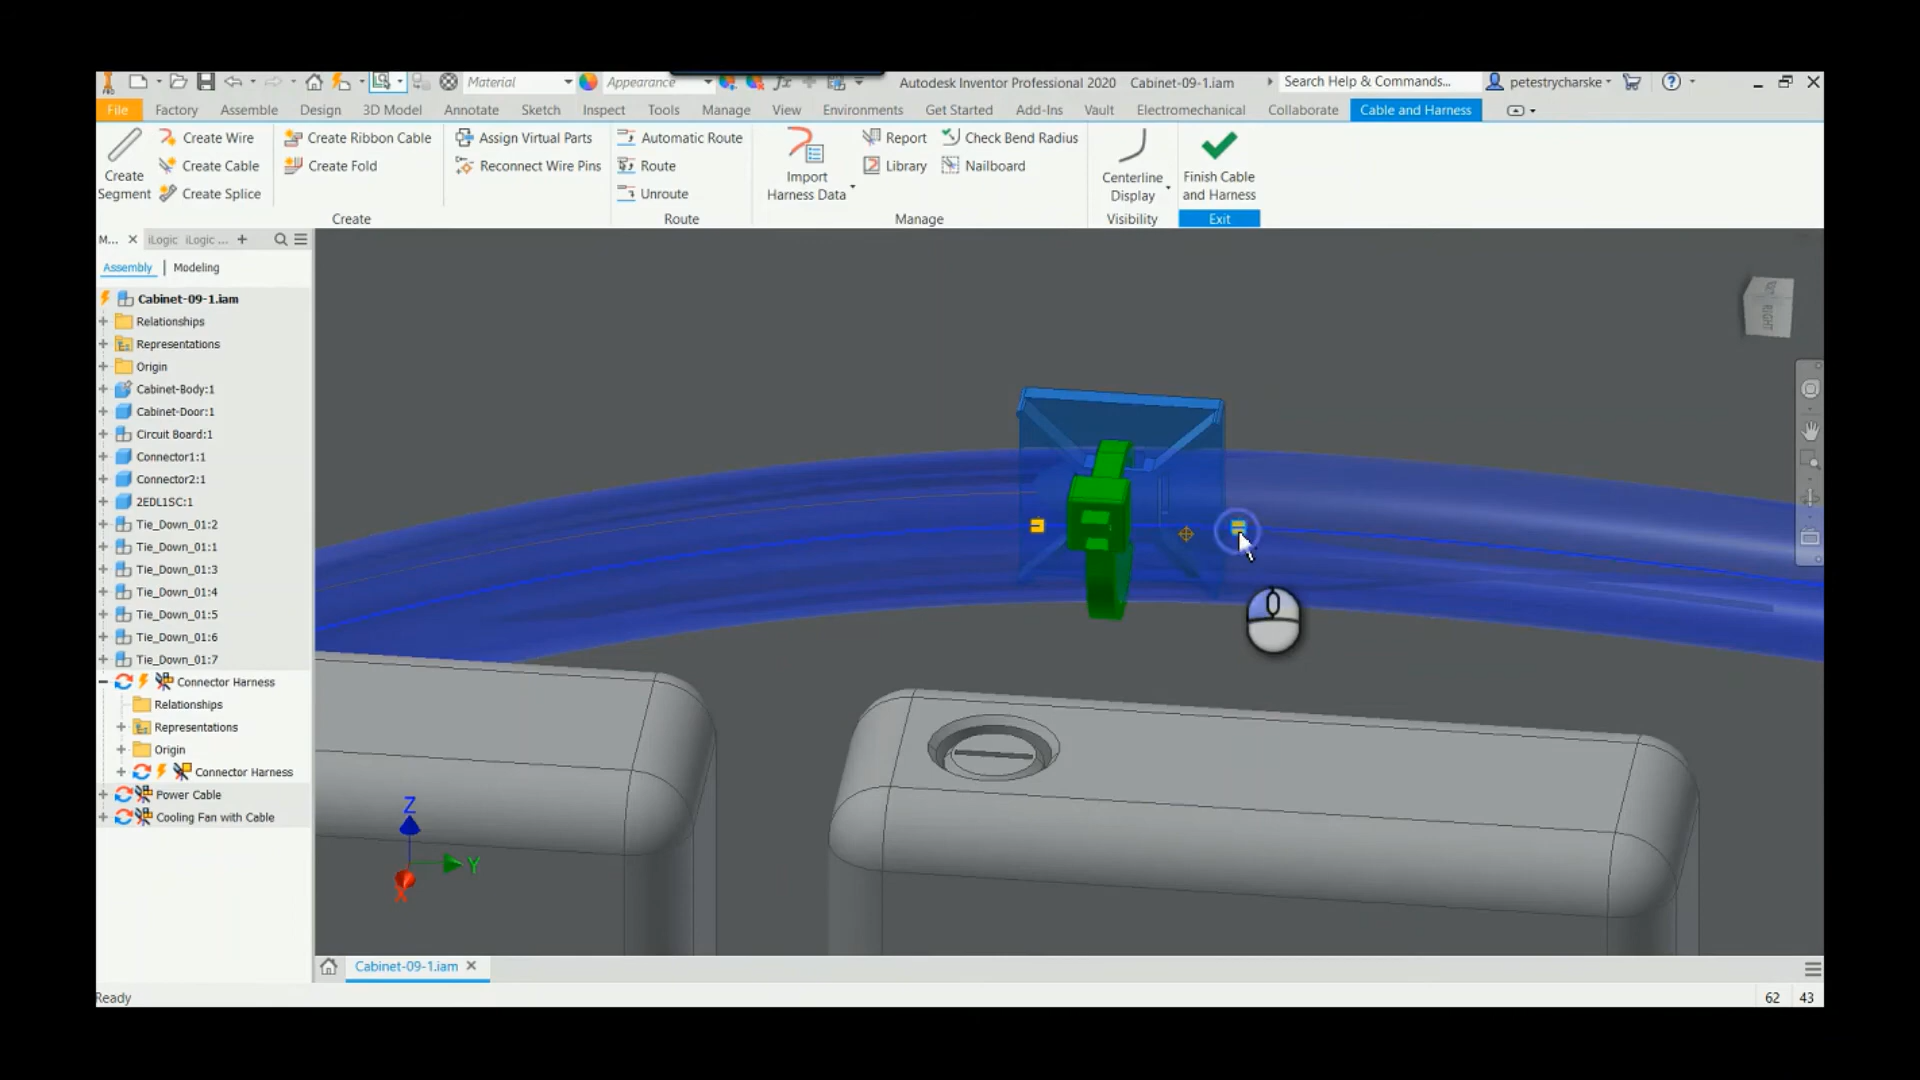 Material
Appearance
fx
Autodesk Inventor Professional 2020 Cabinet-09-1.iam
Search Help & Commands...
petestrycharske
PRO
File Factory Assemble Design 3D Model Annotate Sketch Inspect Tools Manage View Environments Get Started Add-Ins Vault Electromechanical Collaborate Cable and Harness
Create Segment
Create Wire
Create Cable
Create Splice
Create Ribbon Cable
Create Fold
Create
Assign Virtual Parts
Reconnect Wire Pins
Automatic Route
Route
Unroute
Route
Import
Harness Data
Report
Library
Check Bend Radius
Nailboard
Manage
Centerline
Display
Visibility
Finish Cable
and Harness
Exit
M... iLogic iLogic ...
Assembly | Modeling
Cabinet-09-1.iam
Relationships
Representations
Origin
Cabinet-Body:1
Cabinet-Door:1
Circuit Board:1
Connector1:1
Connector2:1
2EDL1SC:1
Tie_Down_01:2
Tie_Down_01:1
Tie_Down_01:3
Tie_Down_01:4
Tie_Down_01:5
Tie_Down_01:6
Tie_Down_01:7
Connector Harness
Relationships
Representations
Origin
Connector Harness
Power Cable
Cooling Fan with Cable
RIGHT
Z
Y
X
Cabinet-09-1.iam
Ready
62 43